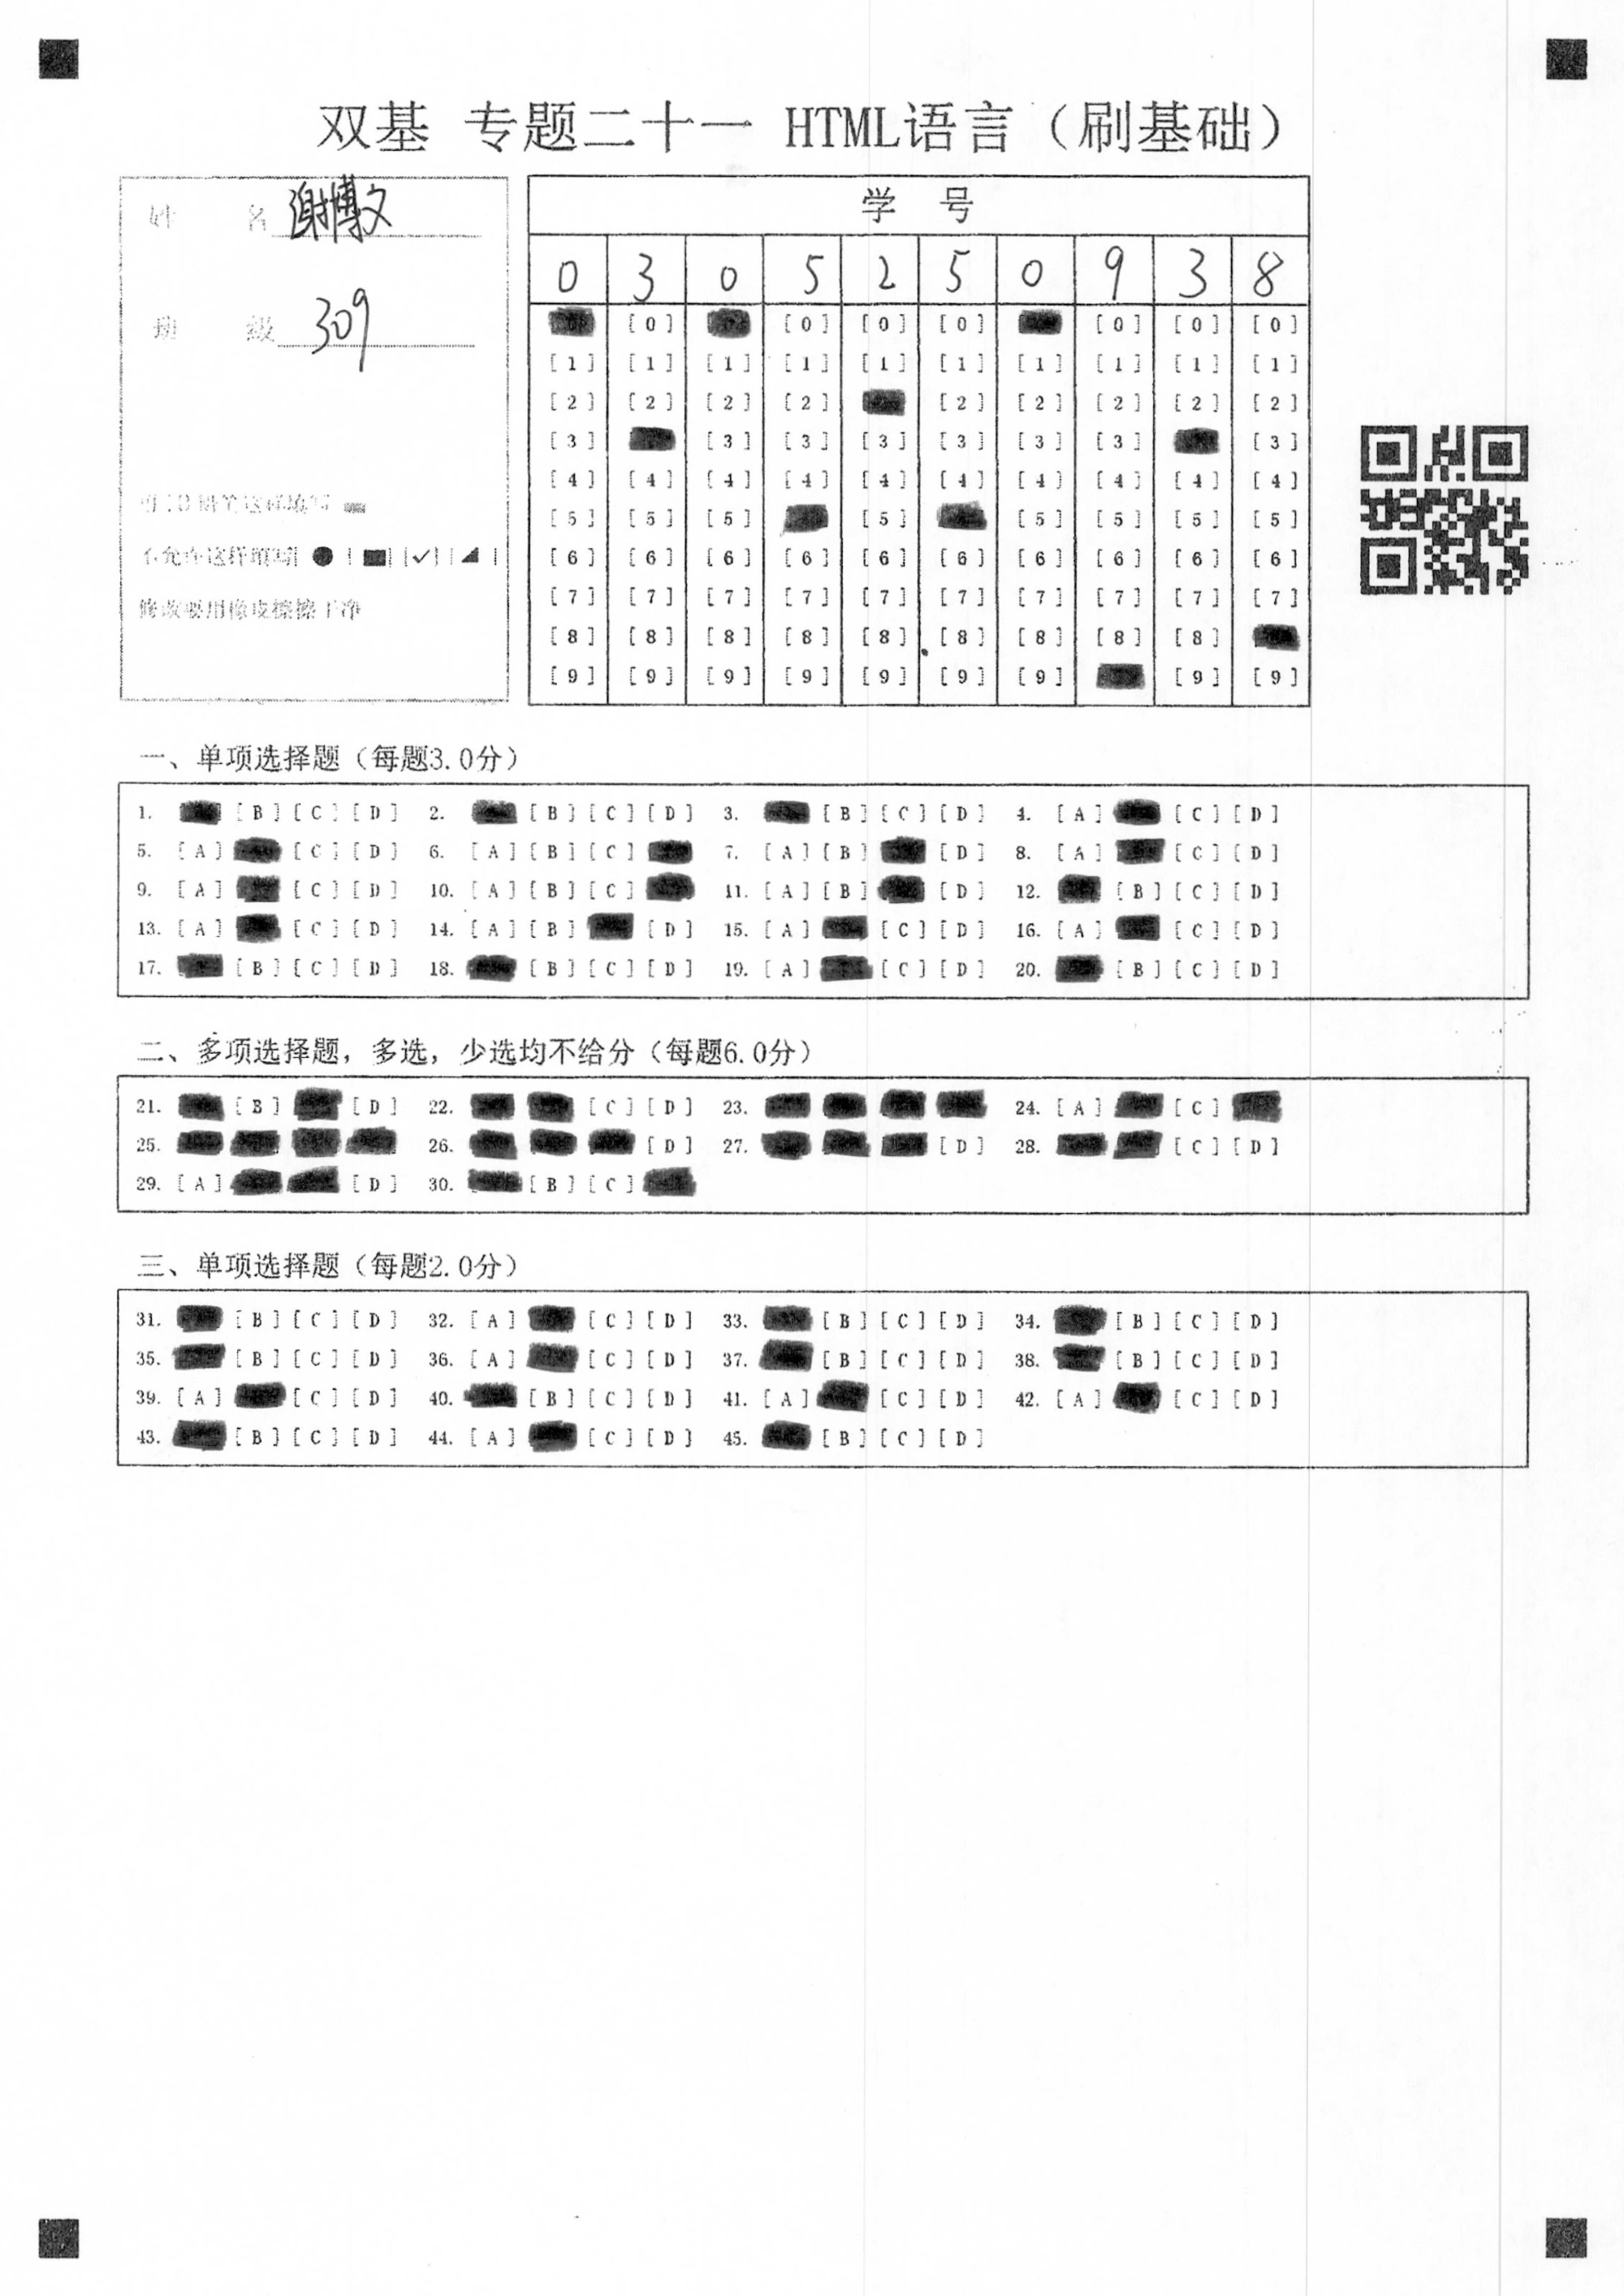 双基 专题二十一 HTML语言（刷基础）
姓 名 谢博文
班 级 309
不允许这样填写 [●] [■] [✓] [◢]
修改要用橡皮擦擦干净
学 号
0 3 0 5 2 5 0 9 3 8
[0] [0] [0] [0] [0] [0] [0]
[1] [1] [1] [1] [1] [1] [1] [1] [1] [1]
[2] [2] [2] [2] [2] [2] [2] [2] [2]
[3] [3] [3] [3] [3] [3] [3] [3]
[4] [4] [4] [4] [4] [4] [4] [4] [4] [4]
[5] [5] [5] [5] [5] [5] [5] [5]
[6] [6] [6] [6] [6] [6] [6] [6] [6] [6]
[7] [7] [7] [7] [7] [7] [7] [7] [7] [7]
[8] [8] [8] [8] [8] [8] [8] [8] [8]
[9] [9] [9] [9] [9] [9] [9] [9] [9]
一、单项选择题（每题3.0分）
1. [B] [C] [D] 2. [B] [C] [D] 3. [B] [C] [D] 4. [A] [C] [D]
5. [A] [C] [D] 6. [A] [B] [C] 7. [A] [B] [D] 8. [A] [C] [D]
9. [A] [C] [D] 10. [A] [B] [C] 11. [A] [B] [D] 12. [B] [C] [D]
13. [A] [C] [D] 14. [A] [B] [D] 15. [A] [C] [D] 16. [A] [C] [D]
17. [B] [C] [D] 18. [B] [C] [D] 19. [A] [C] [D] 20. [B] [C] [D]
二、多项选择题，多选，少选均不给分（每题6.0分）
21. [B] [D] 22. [C] [D] 23. 24. [A] [C]
25. 26. [D] 27. [D] 28. [C] [D]
29. [A] [D] 30. [B] [C]
三、单项选择题（每题2.0分）
31. [B] [C] [D] 32. [A] [C] [D] 33. [B] [C] [D] 34. [B] [C] [D]
35. [B] [C] [D] 36. [A] [C] [D] 37. [B] [C] [D] 38. [B] [C] [D]
39. [A] [C] [D] 40. [B] [C] [D] 41. [A] [C] [D] 42. [A] [C] [D]
43. [B] [C] [D] 44. [A] [C] [D] 45. [B] [C] [D]